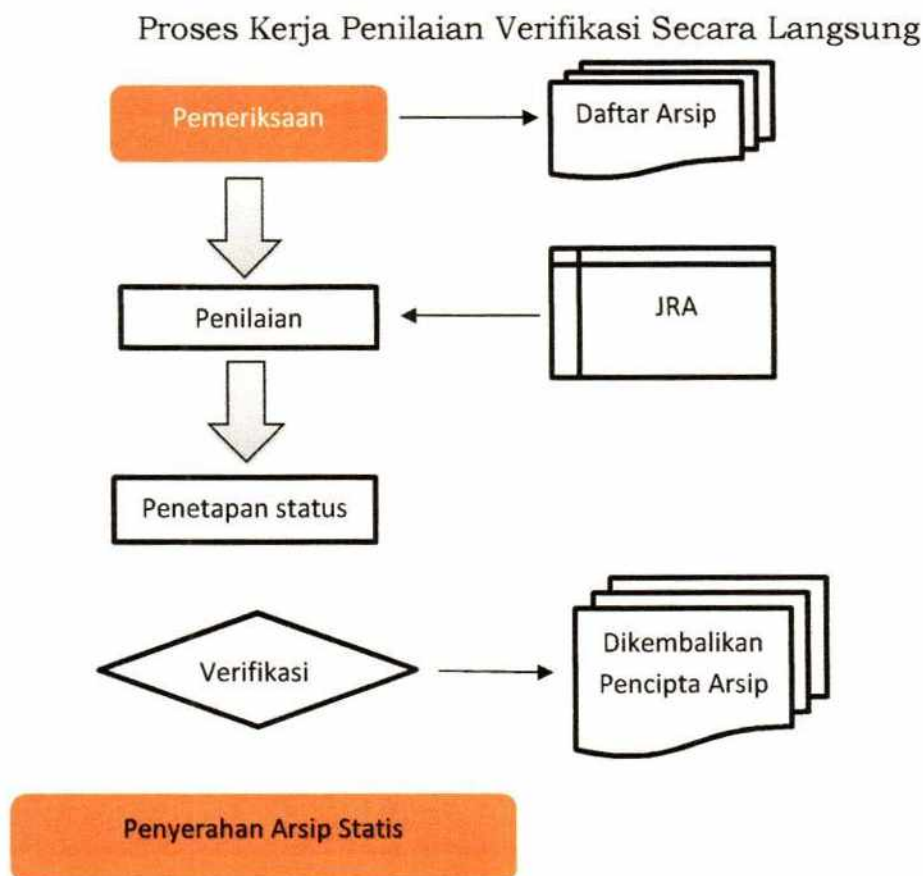 Proses Kerja Penilaian Verifikasi Secara Langsung
Pemeriksaan
Daftar Arsip
Penilaian
JRA
Penetapan status
Verifikasi
Dikembalikan
Pencipta Arsip
Penyerahan Arsip Statis